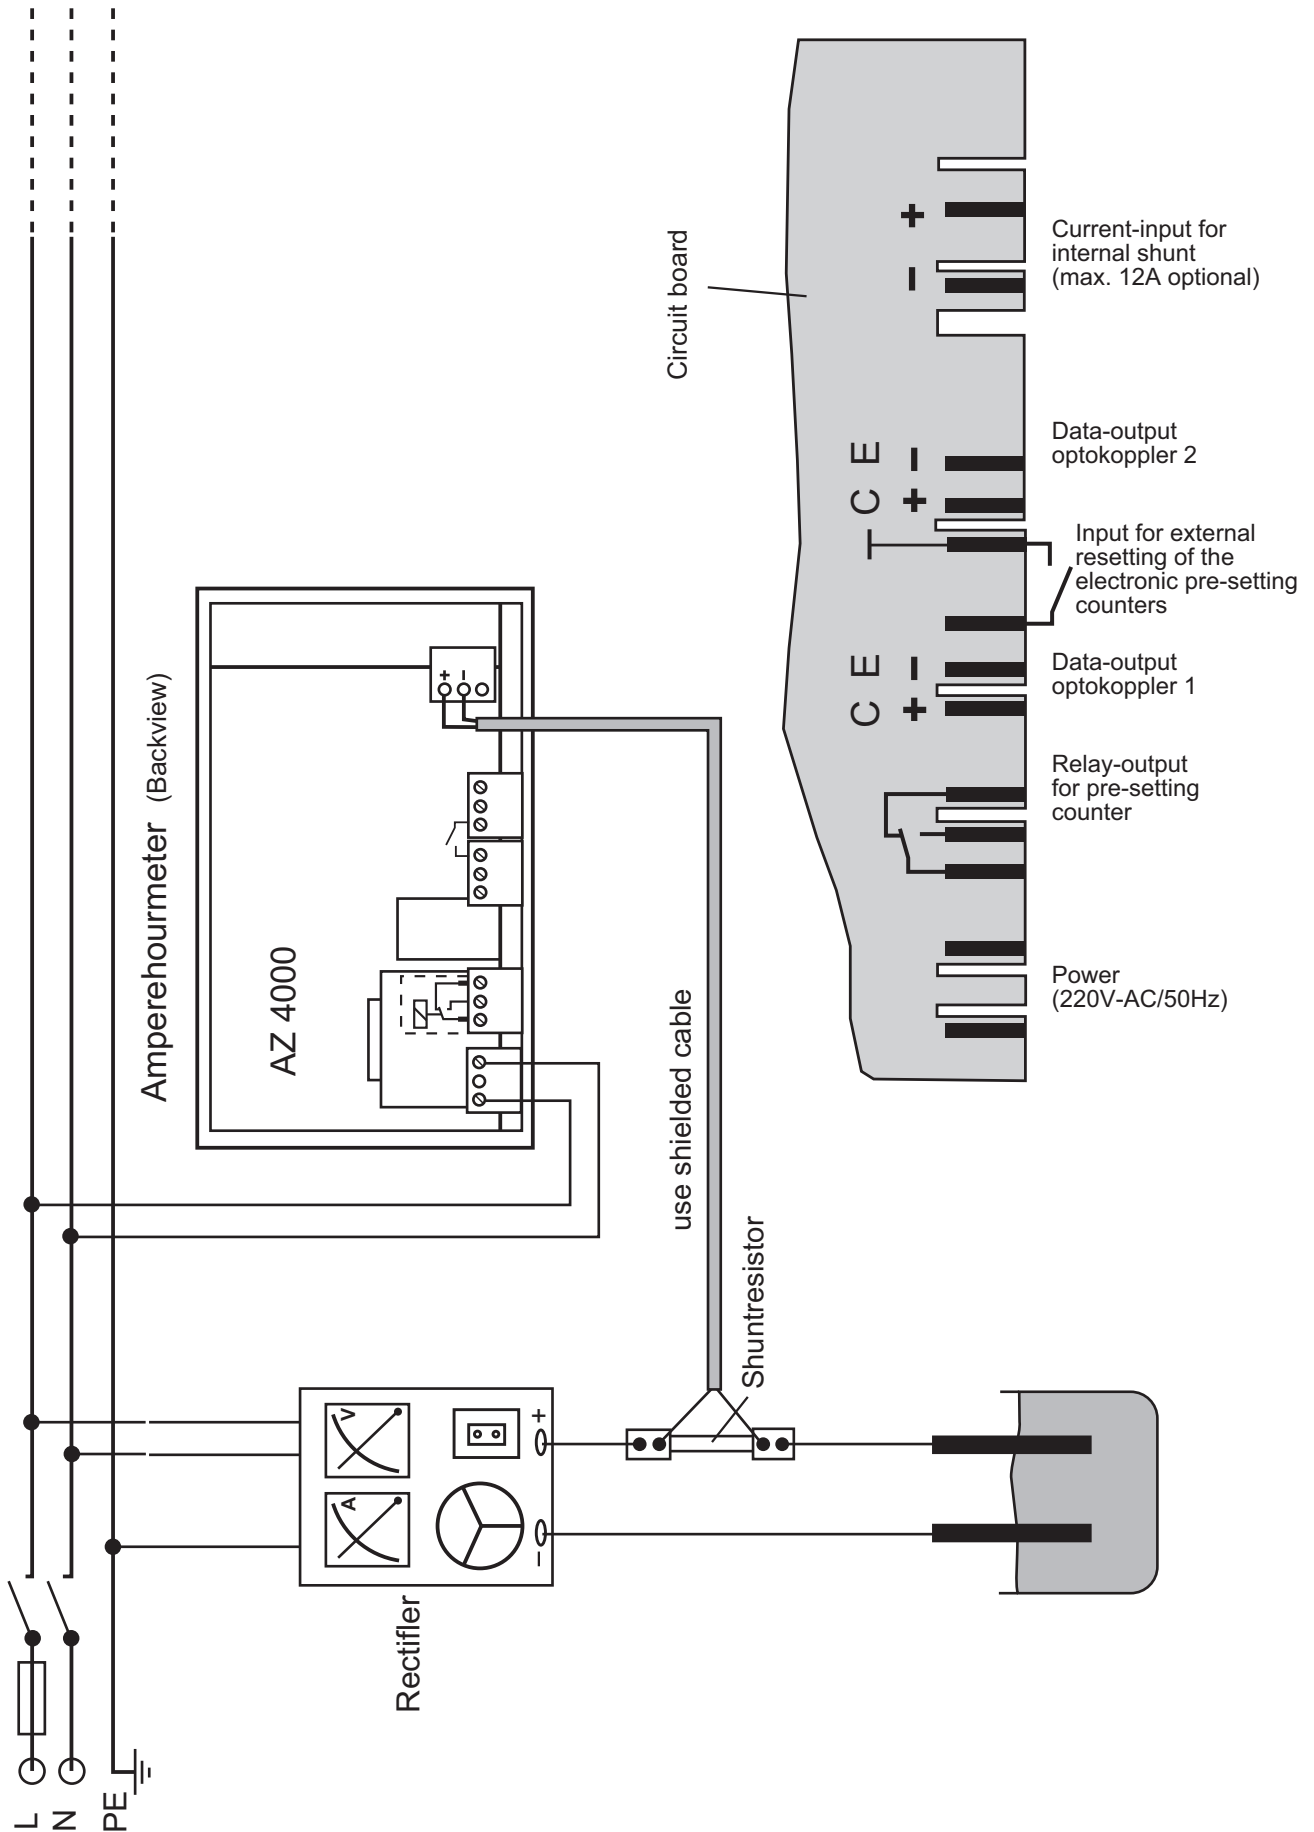 L
N
PE
Rectifier
A
V
−
+
Amperehourmeter (Backview)
AZ 4000
+
−
use shielded cable
Shuntresistor
Circuit board
+
−
Current-input for
internal shunt
(max. 12A optional)
C E
+ −
Data-output
optokoppler 2
Input for external
resetting of the
electronic pre-setting
counters
C E
+ −
Data-output
optokoppler 1
Relay-output
for pre-setting
counter
Power
(220V-AC/50Hz)